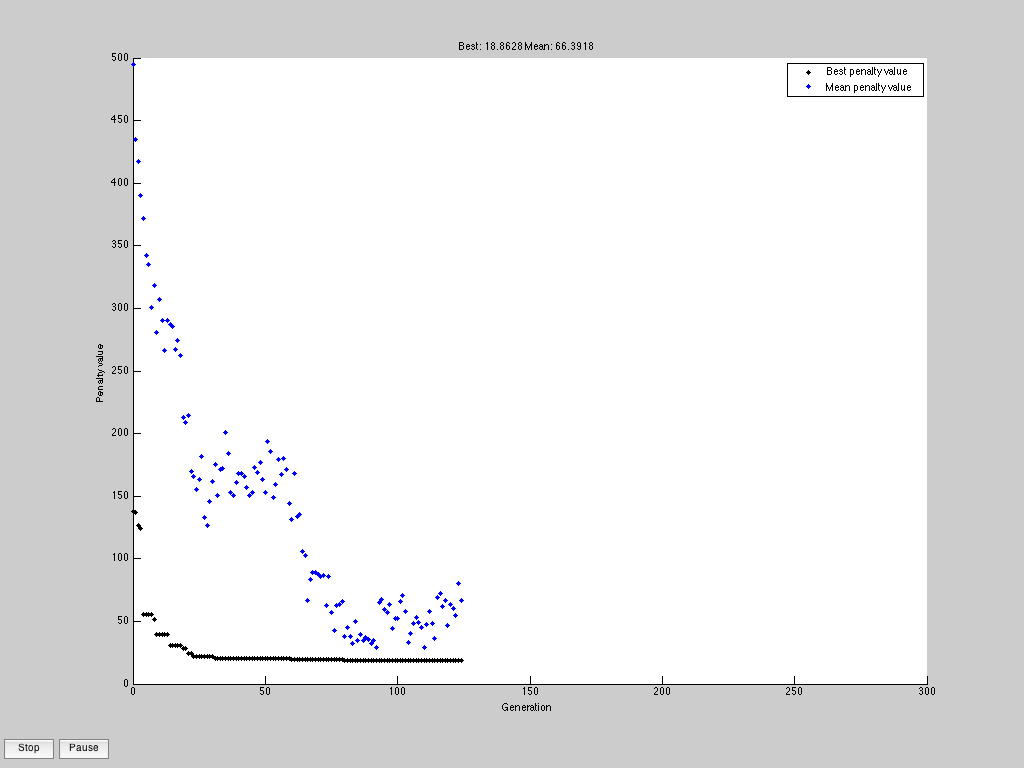 Best: 18.8628 Mean: 66.3918
Best penalty value
Mean penalty value
500
450
400
350
300
250
200
150
100
50
0
Penalty value
0 50 100 150 200 250 300
Generation
Stop Pause